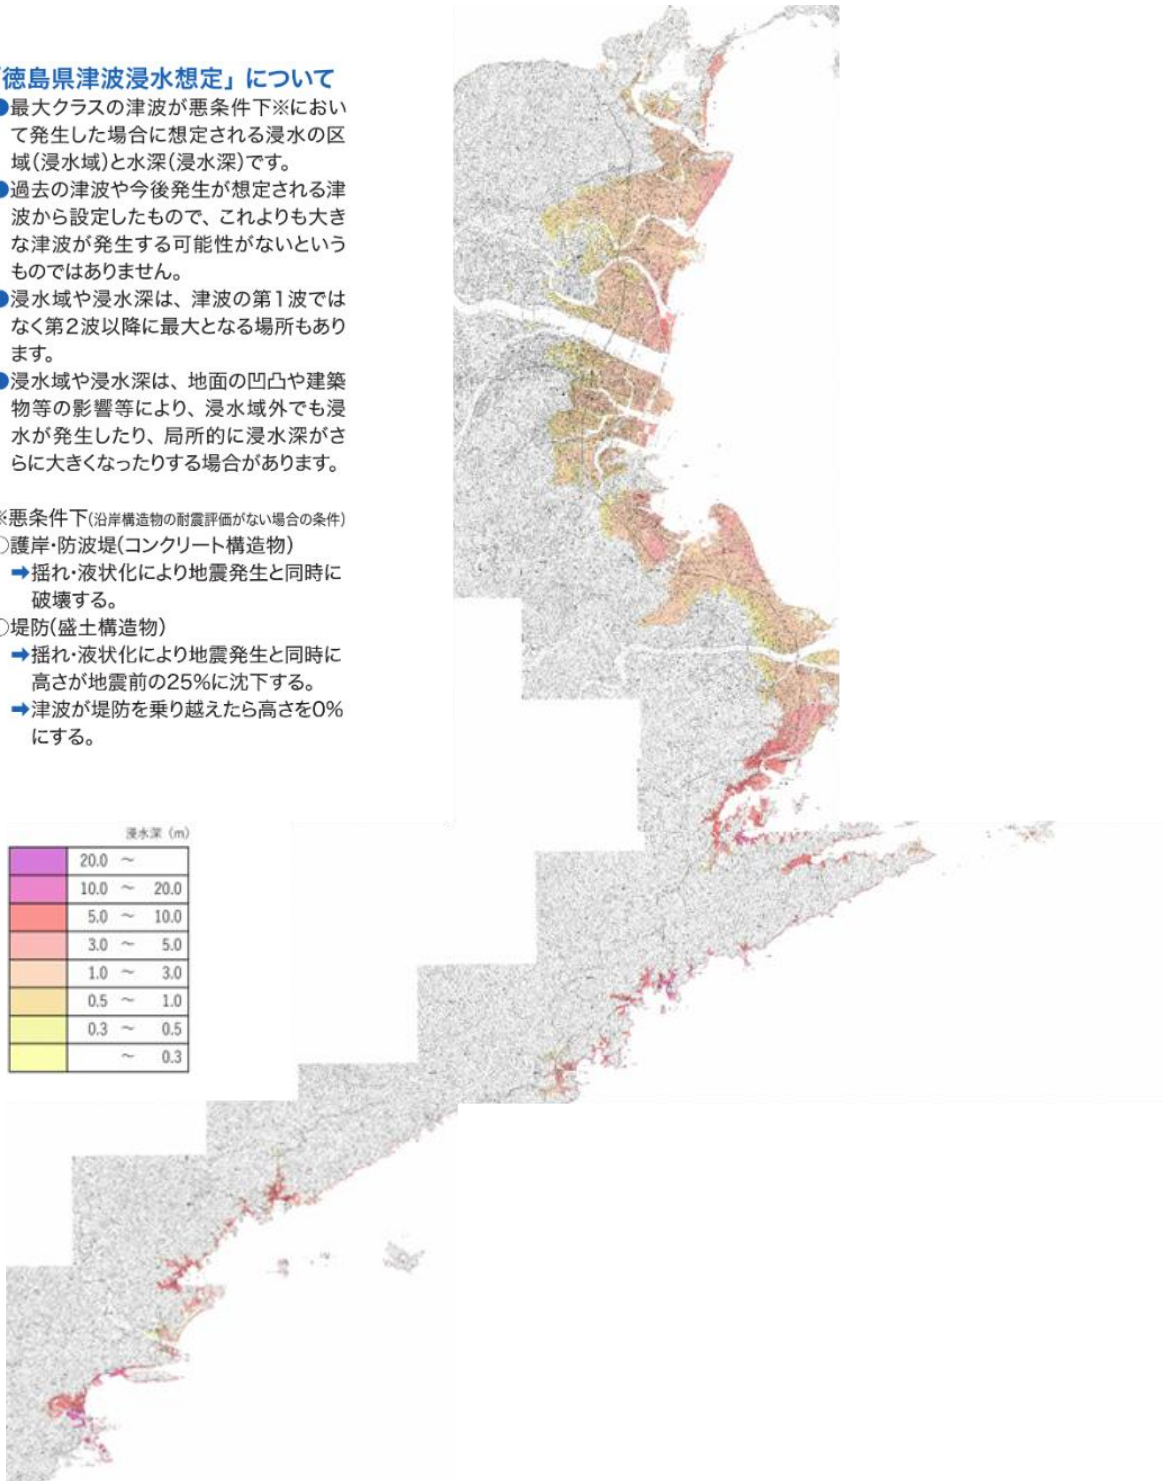 「徳島県津波浸水想定」について
●最大クラスの津波が悪条件下※におい
て発生した場合に想定される浸水の区
域(浸水域)と水深(浸水深)です。
●過去の津波や今後発生が想定される津
波から設定したもので、これよりも大き
な津波が発生する可能性がないという
ものではありません。
●浸水域や浸水深は、津波の第1波では
なく第2波以降に最大となる場所もあり
ます。
●浸水域や浸水深は、地面の凹凸や建築
物等の影響等により、浸水域外でも浸
水が発生したり、局所的に浸水深がさ
らに大きくなったりする場合があります。
※悪条件下(沿岸構造物の耐震評価がない場合の条件)
○護岸・防波堤(コンクリート構造物)
➡揺れ・液状化により地震発生と同時に
破壊する。
○堤防(盛土構造物)
➡揺れ・液状化により地震発生と同時に
高さが地震前の25%に沈下する。
➡津波が堤防を乗り越えたら高さを0%
にする。
浸水深 (m)
20.0 ～
10.0 ～ 20.0
5.0 ～ 10.0
3.0 ～ 5.0
1.0 ～ 3.0
0.5 ～ 1.0
0.3 ～ 0.5
～ 0.3